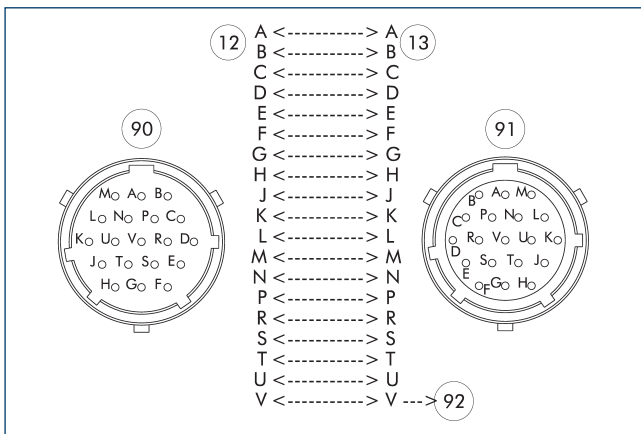 12 A <------------> A 13
B <------------> B
C <------------> C
D <------------> D
E <------------> E
F <------------> F
G <------------> G
H <------------> H
J <------------> J
K <------------> K
L <------------> L
M <------------> M
N <------------> N
P <------------> P
R <------------> R
S <------------> S
T <------------> T
U <------------> U
V <------------> V ---> 92
90
M A B
L N P C
K U V R D
J T S E
H G F
91
B A M
C P N L
D R V U K
E S T J
F G H